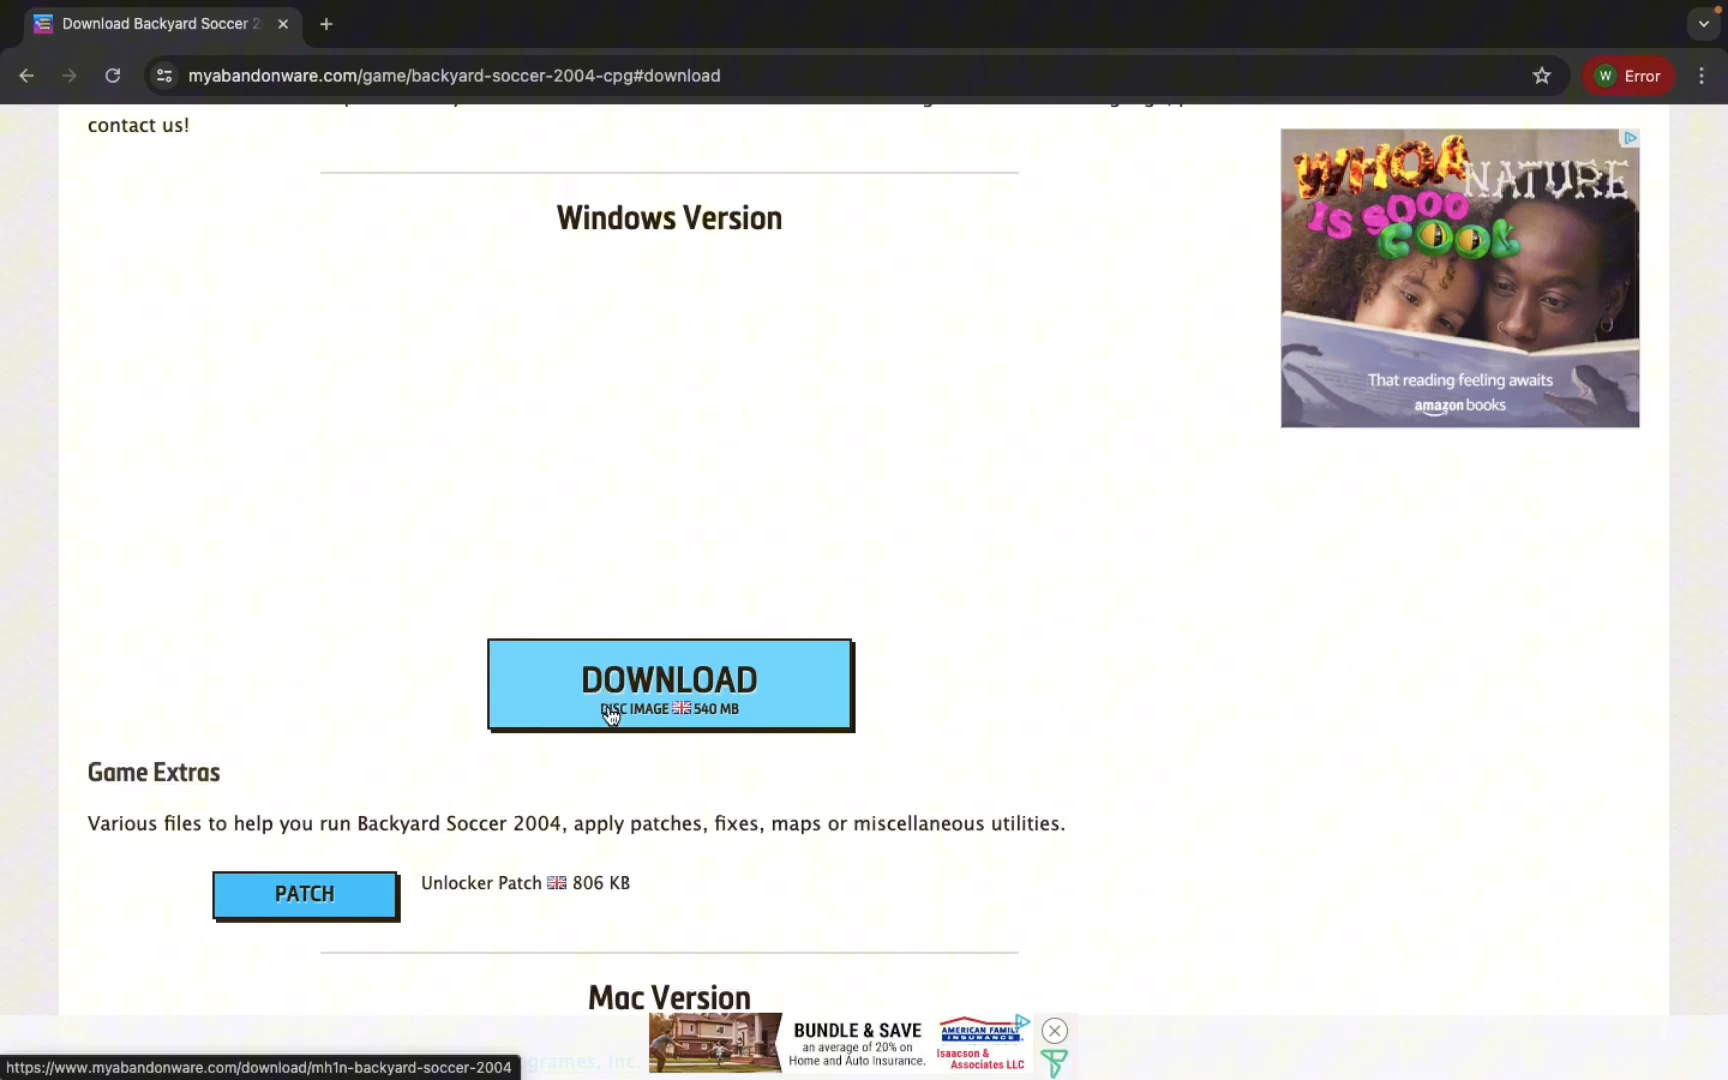 Download Backyard Soccer 2
myabandonware.com/game/backyard-soccer-2004-cpg#download
W Error
contact us!
WHOA NATURE
IS SOOO
COOL
That reading feeling awaits
amazon books
Windows Version
DOWNLOAD
DISC IMAGE 540 MB
Game Extras
Various files to help you run Backyard Soccer 2004, apply patches, fixes, maps or miscellaneous utilities.
PATCH
Unlocker Patch 806 KB
Mac Version
BUNDLE & SAVE
an average of 20% on
Home and Auto Insurance.
AMERICAN FAMILY
INSURANCE
Isaacson &
Associates LLC
https://www.myabandonware.com/download/mh1n-backyard-soccer-2004